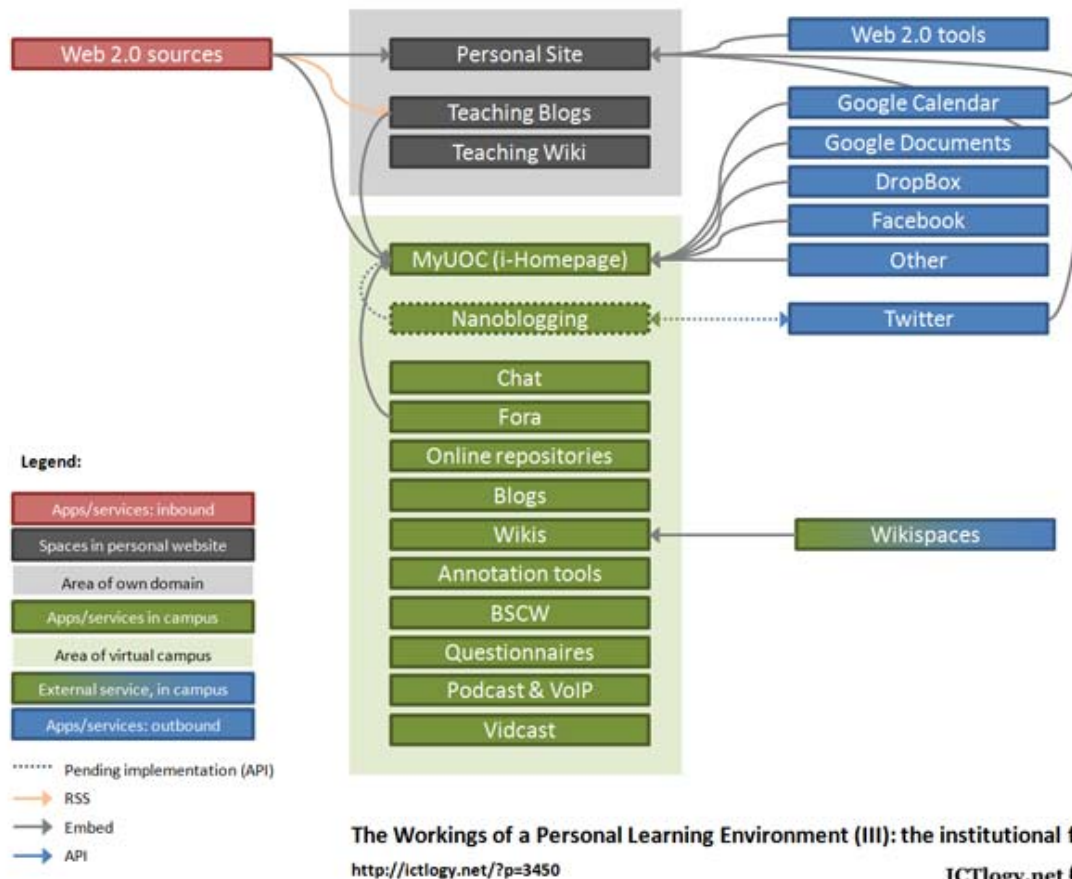 Web 2.0 sources
Personal Site
Teaching Blogs
Teaching Wiki
Web 2.0 tools
Google Calendar
Google Documents
DropBox
Facebook
Other
Twitter
MyUOC (i-Homepage)
Nanoblogging
Chat
Fora
Online repositories
Blogs
Wikis
Annotation tools
BSCW
Questionnaires
Podcast & VoIP
Vidcast
Wikispaces
Legend:
Apps/services: inbound
Spaces in personal website
Area of own domain
Apps/services in campus
Area of virtual campus
External service, in campus
Apps/services: outbound
Pending implementation (API)
RSS
Embed
API
The Workings of a Personal Learning Environment (III): the institutional
http://ictlogy.net/?p=3450
ICTlogy.net